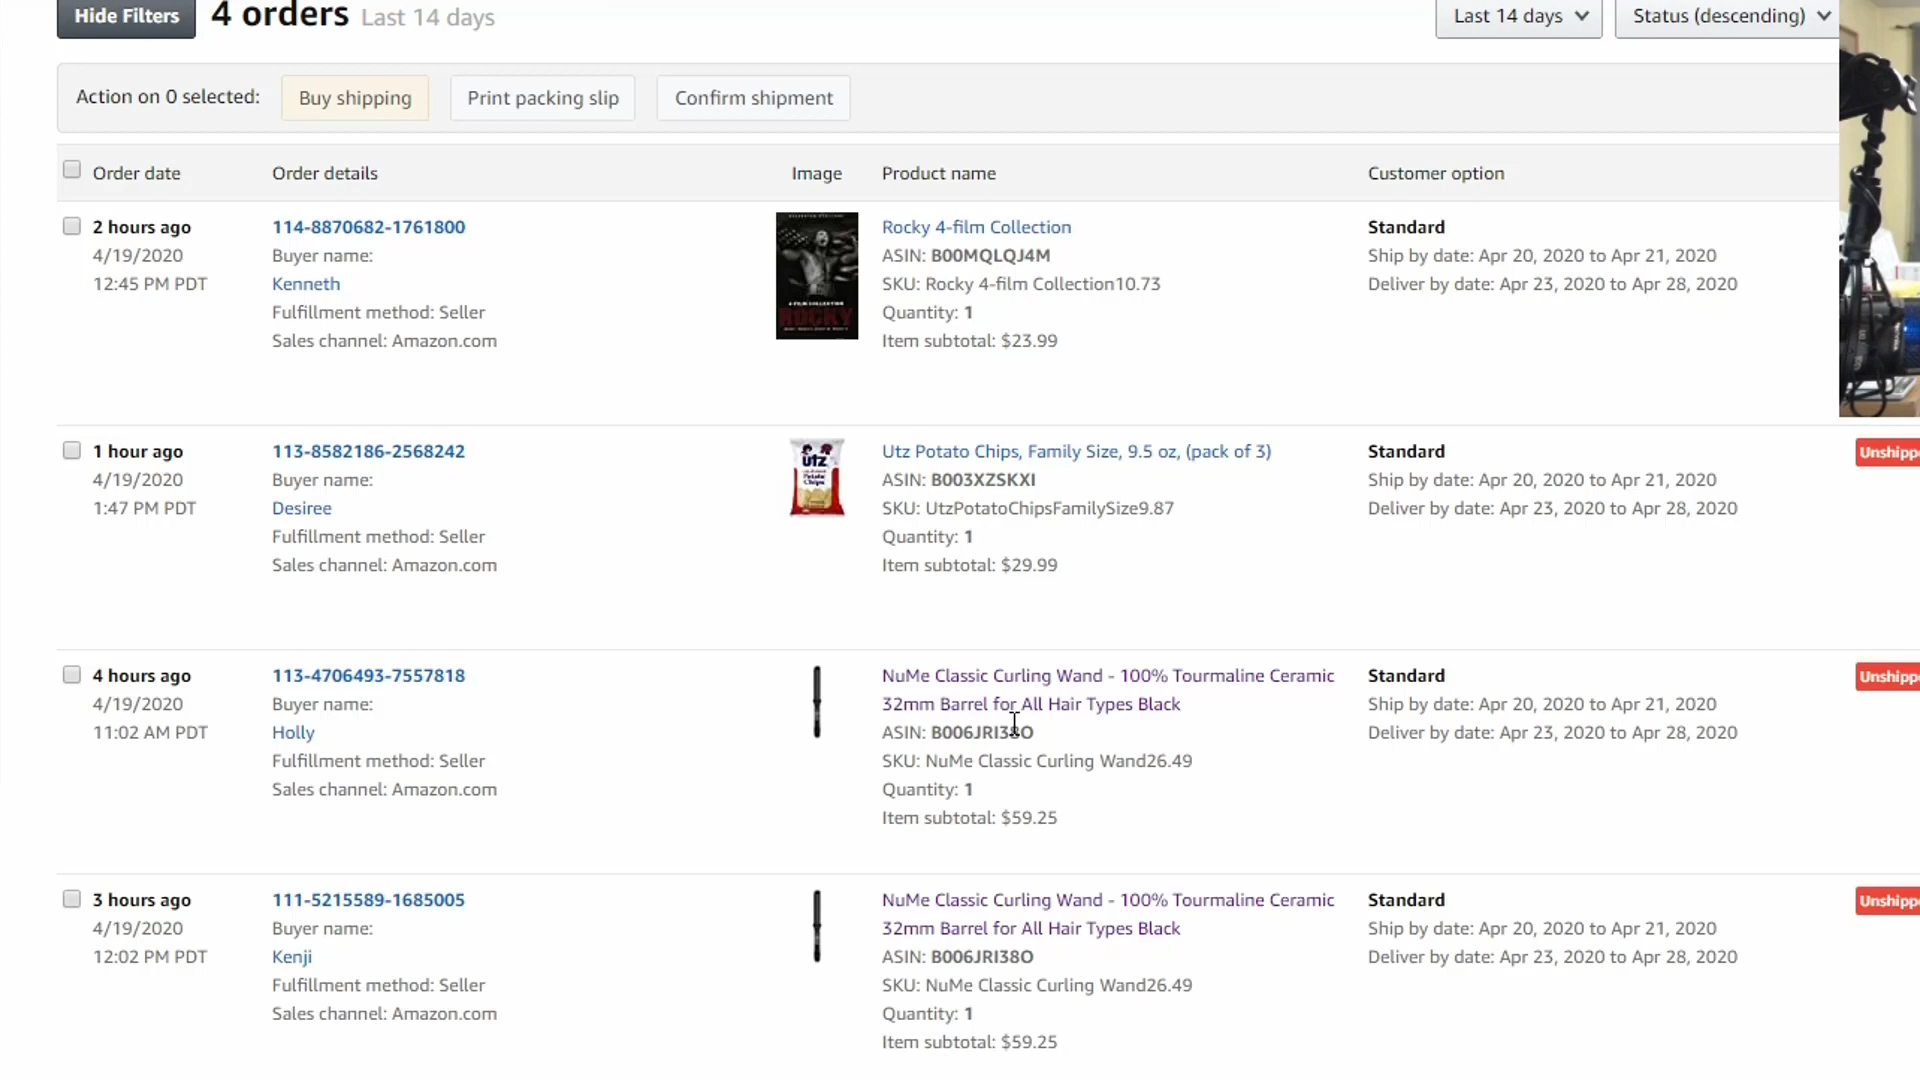 Hide Filters
4 orders Last 14 days
Last 14 days
Status (descending)
Action on 0 selected:
Buy shipping
Print packing slip
Confirm shipment
Order date
Order details
Image
Product name
Customer option
2 hours ago
4/19/2020
12:45 PM PDT
114-8870682-1761800
Buyer name:
Kenneth
Fulfillment method: Seller
Sales channel: Amazon.com
4-FILM COLLECTION
ROCKY
Rocky 4-film Collection
ASIN: B00MQLQJ4M
SKU: Rocky 4-film Collection10.73
Quantity: 1
Item subtotal: $23.99
Standard
Ship by date: Apr 20, 2020 to Apr 21, 2020
Deliver by date: Apr 23, 2020 to Apr 28, 2020
1 hour ago
4/19/2020
1:47 PM PDT
113-8582186-2568242
Buyer name:
Desiree
Fulfillment method: Seller
Sales channel: Amazon.com
utz
Potato
Chips
Utz Potato Chips, Family Size, 9.5 oz, (pack of 3)
ASIN: B003XZSKXI
SKU: UtzPotatoChipsFamilySize9.87
Quantity: 1
Item subtotal: $29.99
Standard
Ship by date: Apr 20, 2020 to Apr 21, 2020
Deliver by date: Apr 23, 2020 to Apr 28, 2020
Unshipp
4 hours ago
4/19/2020
11:02 AM PDT
113-4706493-7557818
Buyer name:
Holly
Fulfillment method: Seller
Sales channel: Amazon.com
NuMe Classic Curling Wand - 100% Tourmaline Ceramic
32mm Barrel for All Hair Types Black
ASIN: B006JRI38O
SKU: NuMe Classic Curling Wand26.49
Quantity: 1
Item subtotal: $59.25
Standard
Ship by date: Apr 20, 2020 to Apr 21, 2020
Deliver by date: Apr 23, 2020 to Apr 28, 2020
Unshipp
3 hours ago
4/19/2020
12:02 PM PDT
111-5215589-1685005
Buyer name:
Kenji
Fulfillment method: Seller
Sales channel: Amazon.com
NuMe Classic Curling Wand - 100% Tourmaline Ceramic
32mm Barrel for All Hair Types Black
ASIN: B006JRI38O
SKU: NuMe Classic Curling Wand26.49
Quantity: 1
Item subtotal: $59.25
Standard
Ship by date: Apr 20, 2020 to Apr 21, 2020
Deliver by date: Apr 23, 2020 to Apr 28, 2020
Unshipp